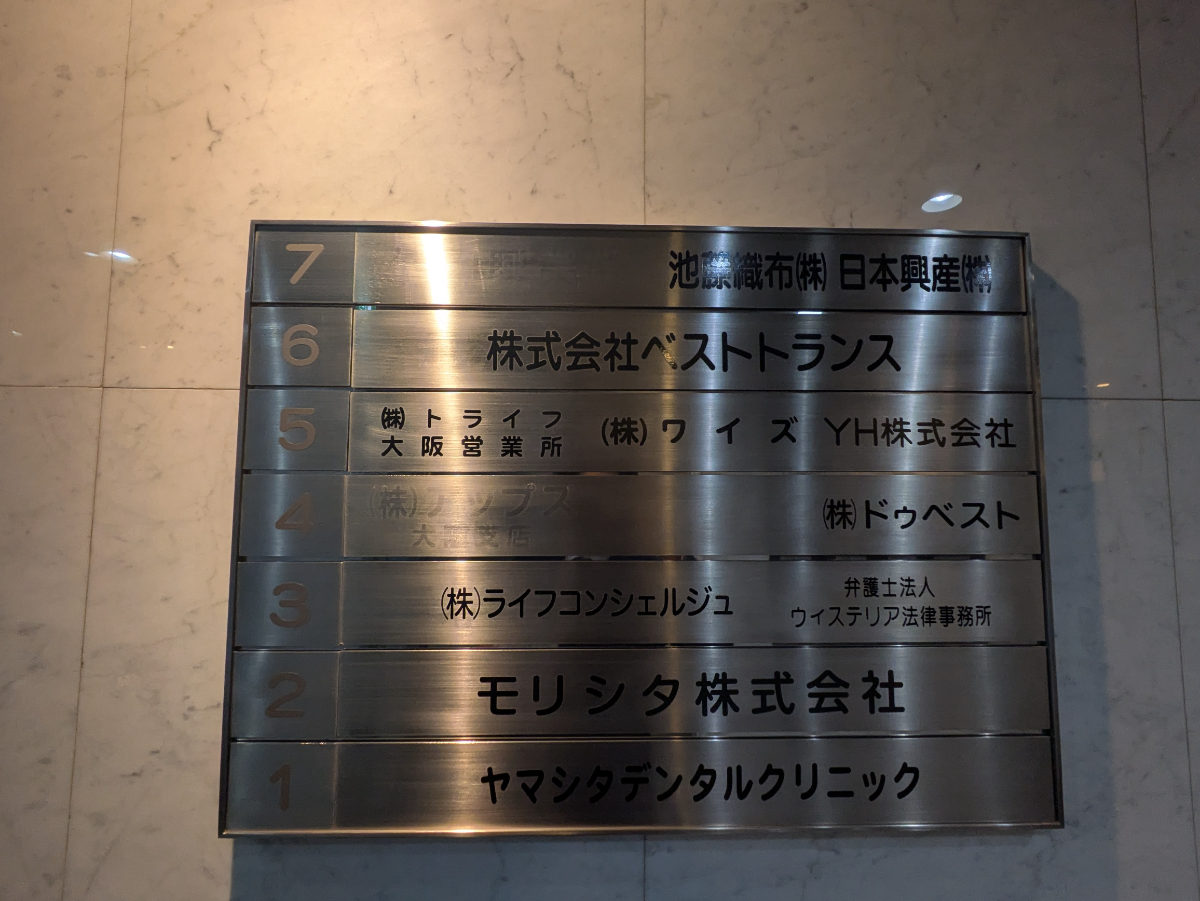 7 池藤織布㈱ 日本興産㈱
6 株式会社ベストトランス
5 ㈱トライフ 大阪営業所 (株)ワイズ YH株式会社
4 ㈱ドゥベスト
大阪支店
3 (株)ライフコンシェルジュ 弁護士法人 ウィステリア法律事務所
2 モリシタ株式会社
1 ヤマシタデンタルクリニック